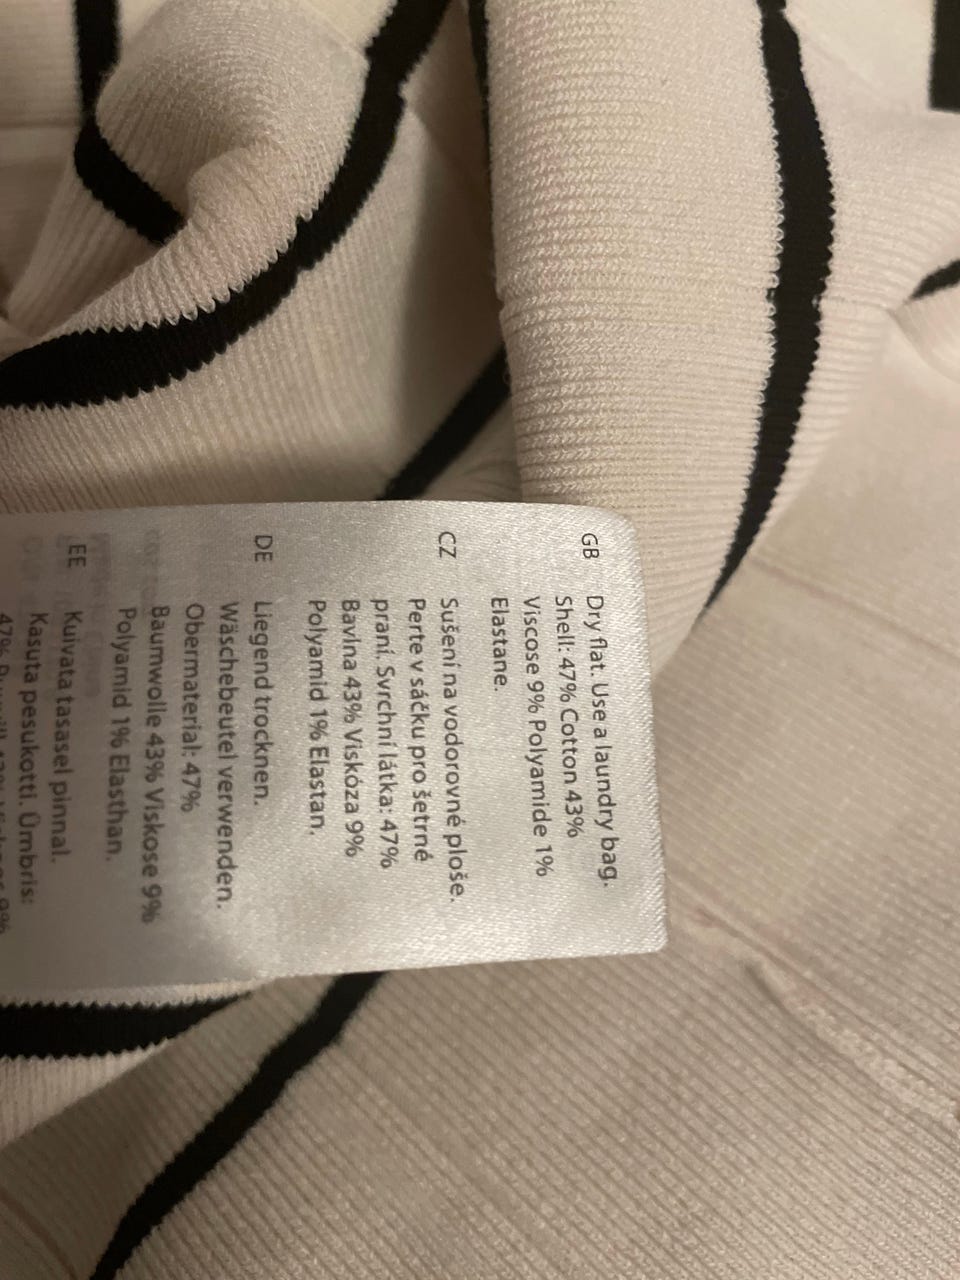 GB Dry flat. Use a laundry bag.
Shell: 47% Cotton 43%
Viscose 9% Polyamide 1%
Elastane.
CZ Sušení na vodorovné ploše.
Perte v sáčku pro šetrné
praní. Svrchní látka: 47%
Bavlna 43% Viskóza 9%
Polyamid 1% Elastan.
DE Liegend trocknen.
Wäschebeutel verwenden.
Obermaterial: 47%
Baumwolle 43% Viskose 9%
Polyamid 1% Elasthan.
EE Kuivata tasasel pinnal.
Kasuta pesukotti. Ümbris:
47%